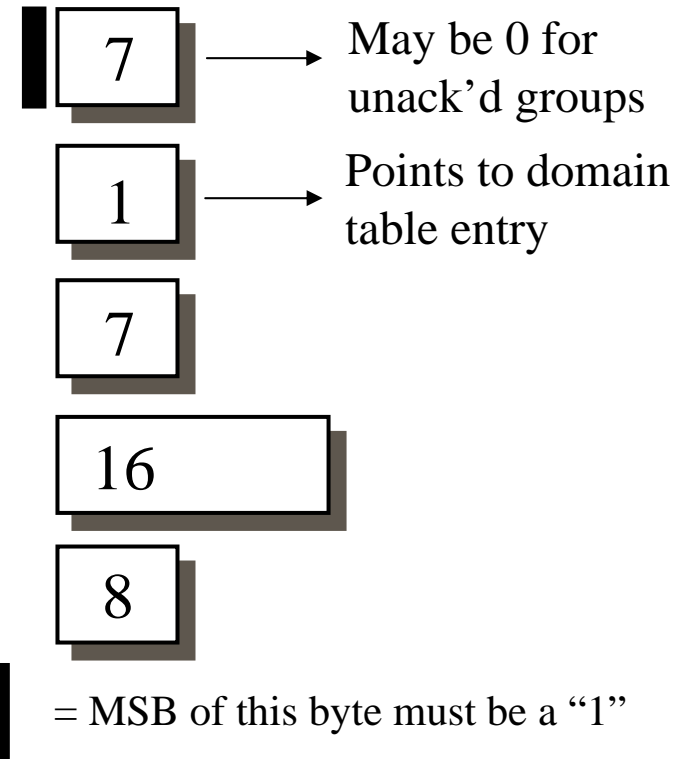 7
May be 0 for
unack’d groups
1
Points to domain
table entry
7
16
8
= MSB of this byte must be a “1”